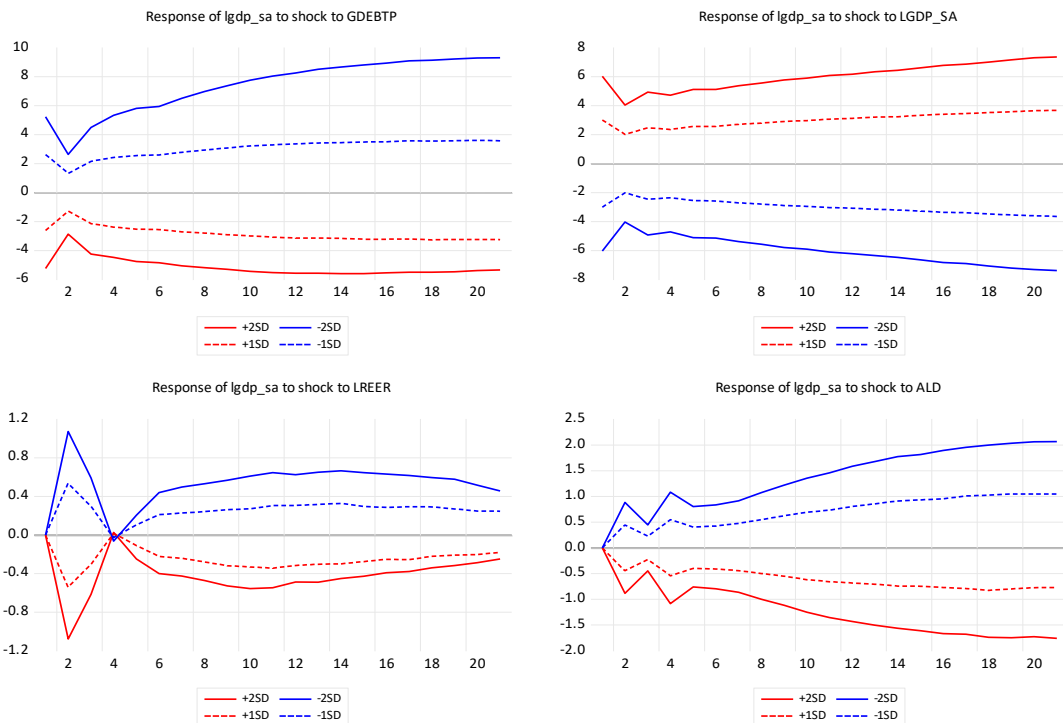 Response of lgdp_sa to shock to GDEBTP
10
8
6
4
2
0
-2
-4
-6
2 4 6 8 10 12 14 16 18 20
+2SD -2SD
+1SD -1SD
Response of lgdp_sa to shock to LGDP_SA
8
6
4
2
0
-2
-4
-6
-8
2 4 6 8 10 12 14 16 18 20
+2SD -2SD
+1SD -1SD
Response of lgdp_sa to shock to LREER
1.2
0.8
0.4
0.0
-0.4
-0.8
-1.2
2 4 6 8 10 12 14 16 18 20
+2SD -2SD
+1SD -1SD
Response of lgdp_sa to shock to ALD
2.5
2.0
1.5
1.0
0.5
0.0
-0.5
-1.0
-1.5
-2.0
2 4 6 8 10 12 14 16 18 20
+2SD -2SD
+1SD -1SD